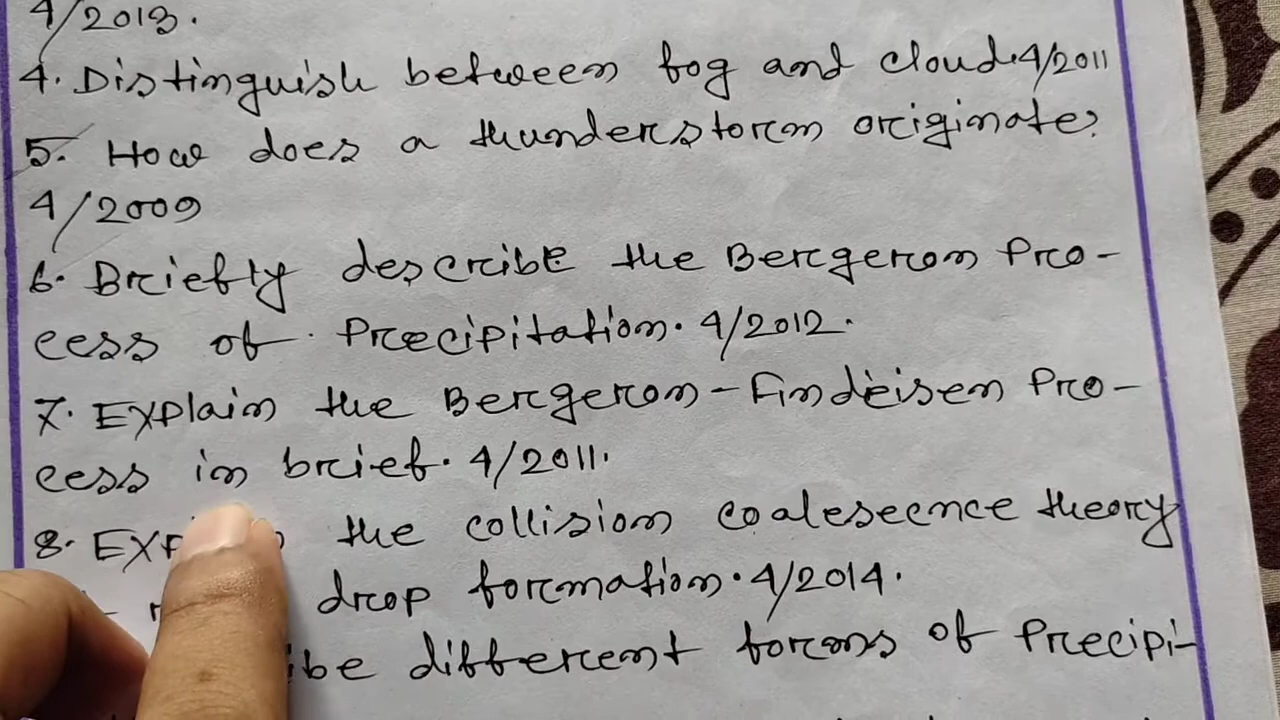 4/2013.
4. Distinguish between fog and cloud. 4/2011
5. How does a thunderstorm originate?
4/2009
6. Briefly describe the Bergeron Pro-
cess of Precipitation. 4/2012.
7. Explain the Bergeron-Findeisen Pro-
cess in brief. 4/2011.
8. the collision coalescence theory
drop formation. 4/2014.
different forms of Precipi-